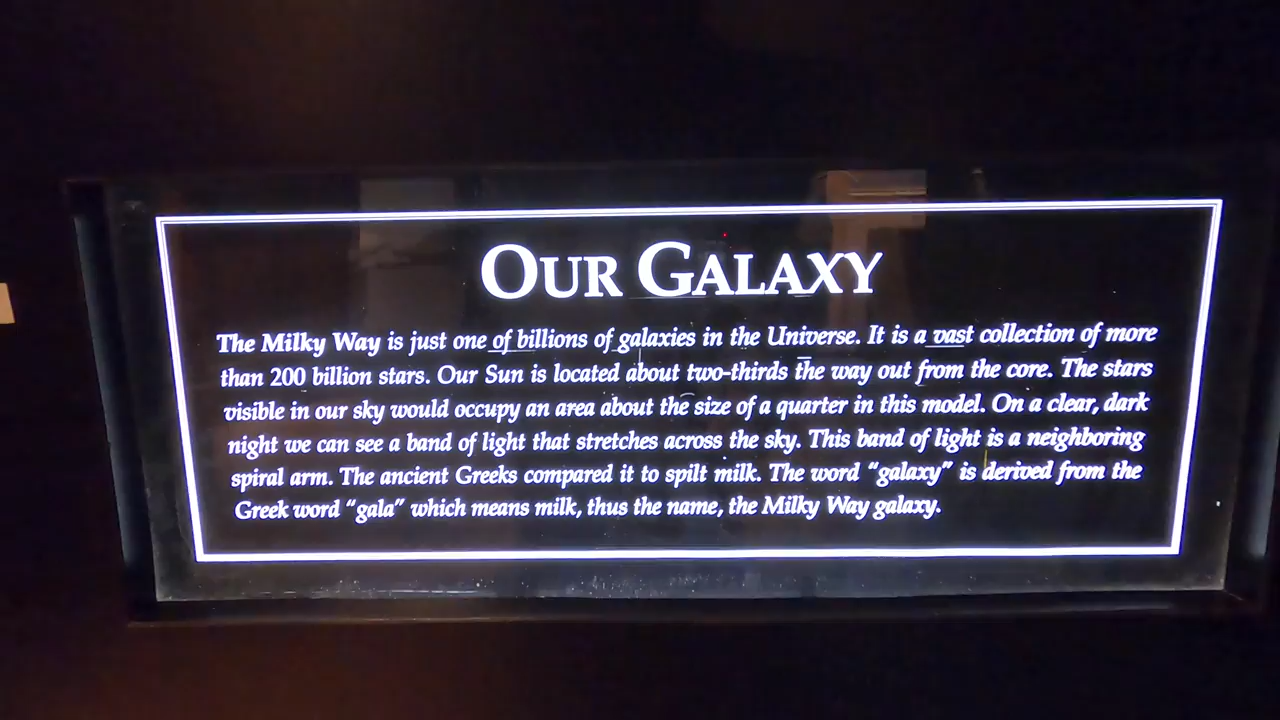 OUR GALAXY
The Milky Way is just one of billions of galaxies in the Universe. It is a vast collection of more
than 200 billion stars. Our Sun is located about two-thirds the way out from the core. The stars
visible in our sky would occupy an area about the size of a quarter in this model. On a clear, dark
night we can see a band of light that stretches across the sky. This band of light is a neighboring
spiral arm. The ancient Greeks compared it to spilt milk. The word “galaxy” is derived from the
Greek word “gala” which means milk, thus the name, the Milky Way galaxy.